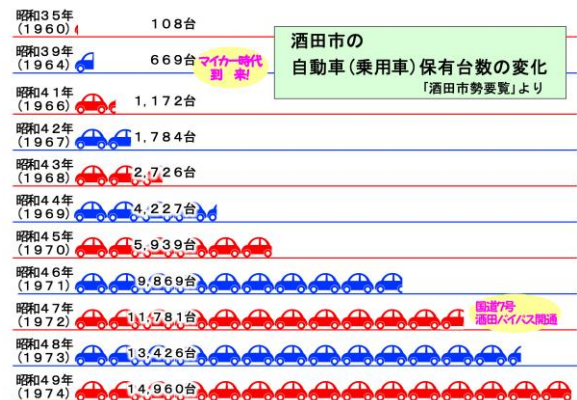 昭和35年
(1960)
108台
酒田市の
自動車(乗用車)保有台数の変化
「酒田市勢要覧」より
昭和39年
(1964)
669台
マイカー時代
到 来!
昭和41年
(1966)
1,172台
昭和42年
(1967)
1,784台
昭和43年
(1968)
2,726台
昭和44年
(1969)
4,227台
昭和45年
(1970)
5,939台
昭和46年
(1971)
9,869台
昭和47年
(1972)
11,781台
国道7号
酒田バイパス開通
昭和48年
(1973)
13,426台
昭和49年
(1974)
14,960台